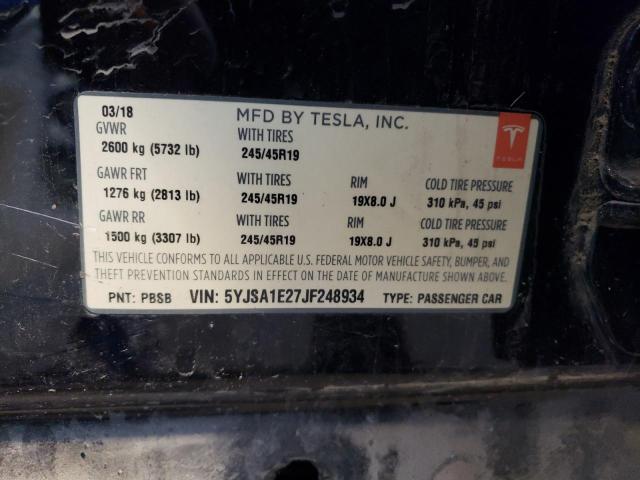 03/18 MFD BY TESLA, INC.
GVWR WITH TIRES
2600 kg (5732 lb) 245/45R19
TESLA
GAWR FRT WITH TIRES RIM COLD TIRE PRESSURE
1276 kg (2813 lb) 245/45R19 19X8.0 J 310 kPa, 45 psi
GAWR RR WITH TIRES RIM COLD TIRE PRESSURE
1500 kg (3307 lb) 245/45R19 19X8.0 J 310 kPa, 45 psi
THIS VEHICLE CONFORMS TO ALL APPLICABLE U.S. FEDERAL MOTOR VEHICLE SAFETY, BUMPER, AND
THEFT PREVENTION STANDARDS IN EFFECT ON THE DATE OF MANUFACTURE SHOWN ABOVE.
PNT: PBSB VIN: 5YJSA1E27JF248934 TYPE: PASSENGER CAR